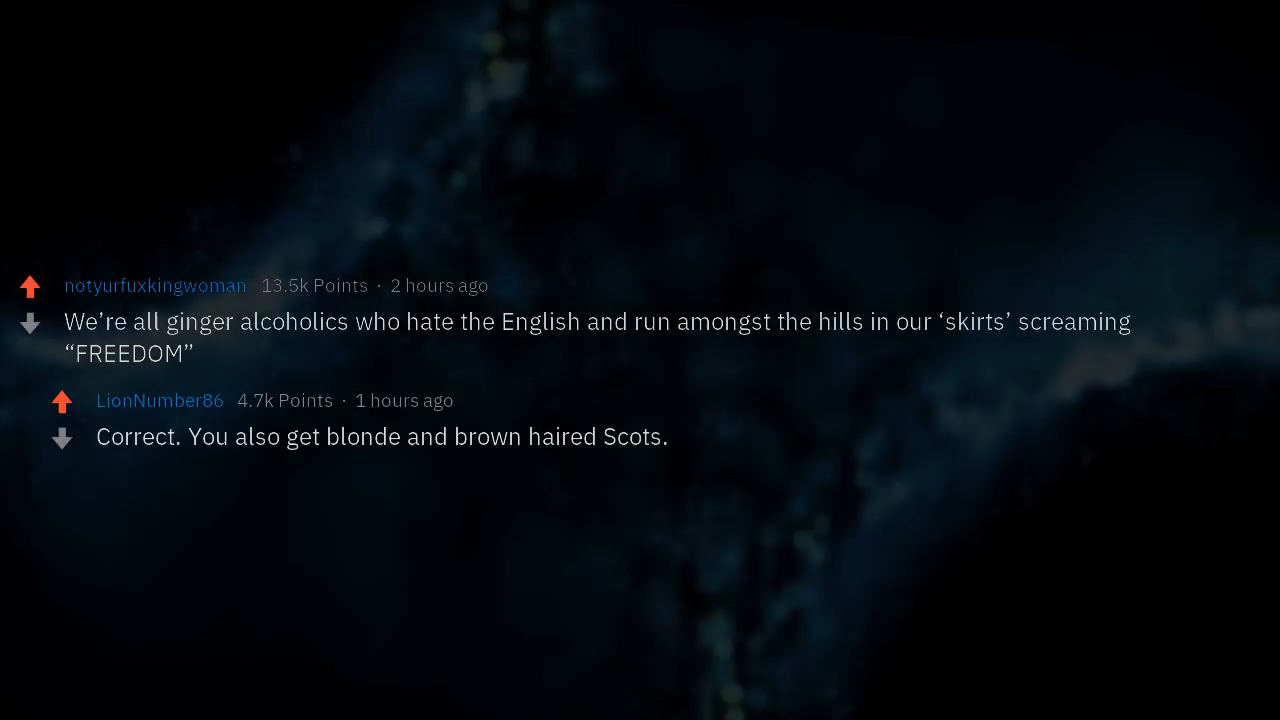 notyurfuxkingwoman 13.5k Points · 2 hours ago
We’re all ginger alcoholics who hate the English and run amongst the hills in our ‘skirts’ screaming
“FREEDOM”
LionNumber86 4.7k Points · 1 hours ago
Correct. You also get blonde and brown haired Scots.